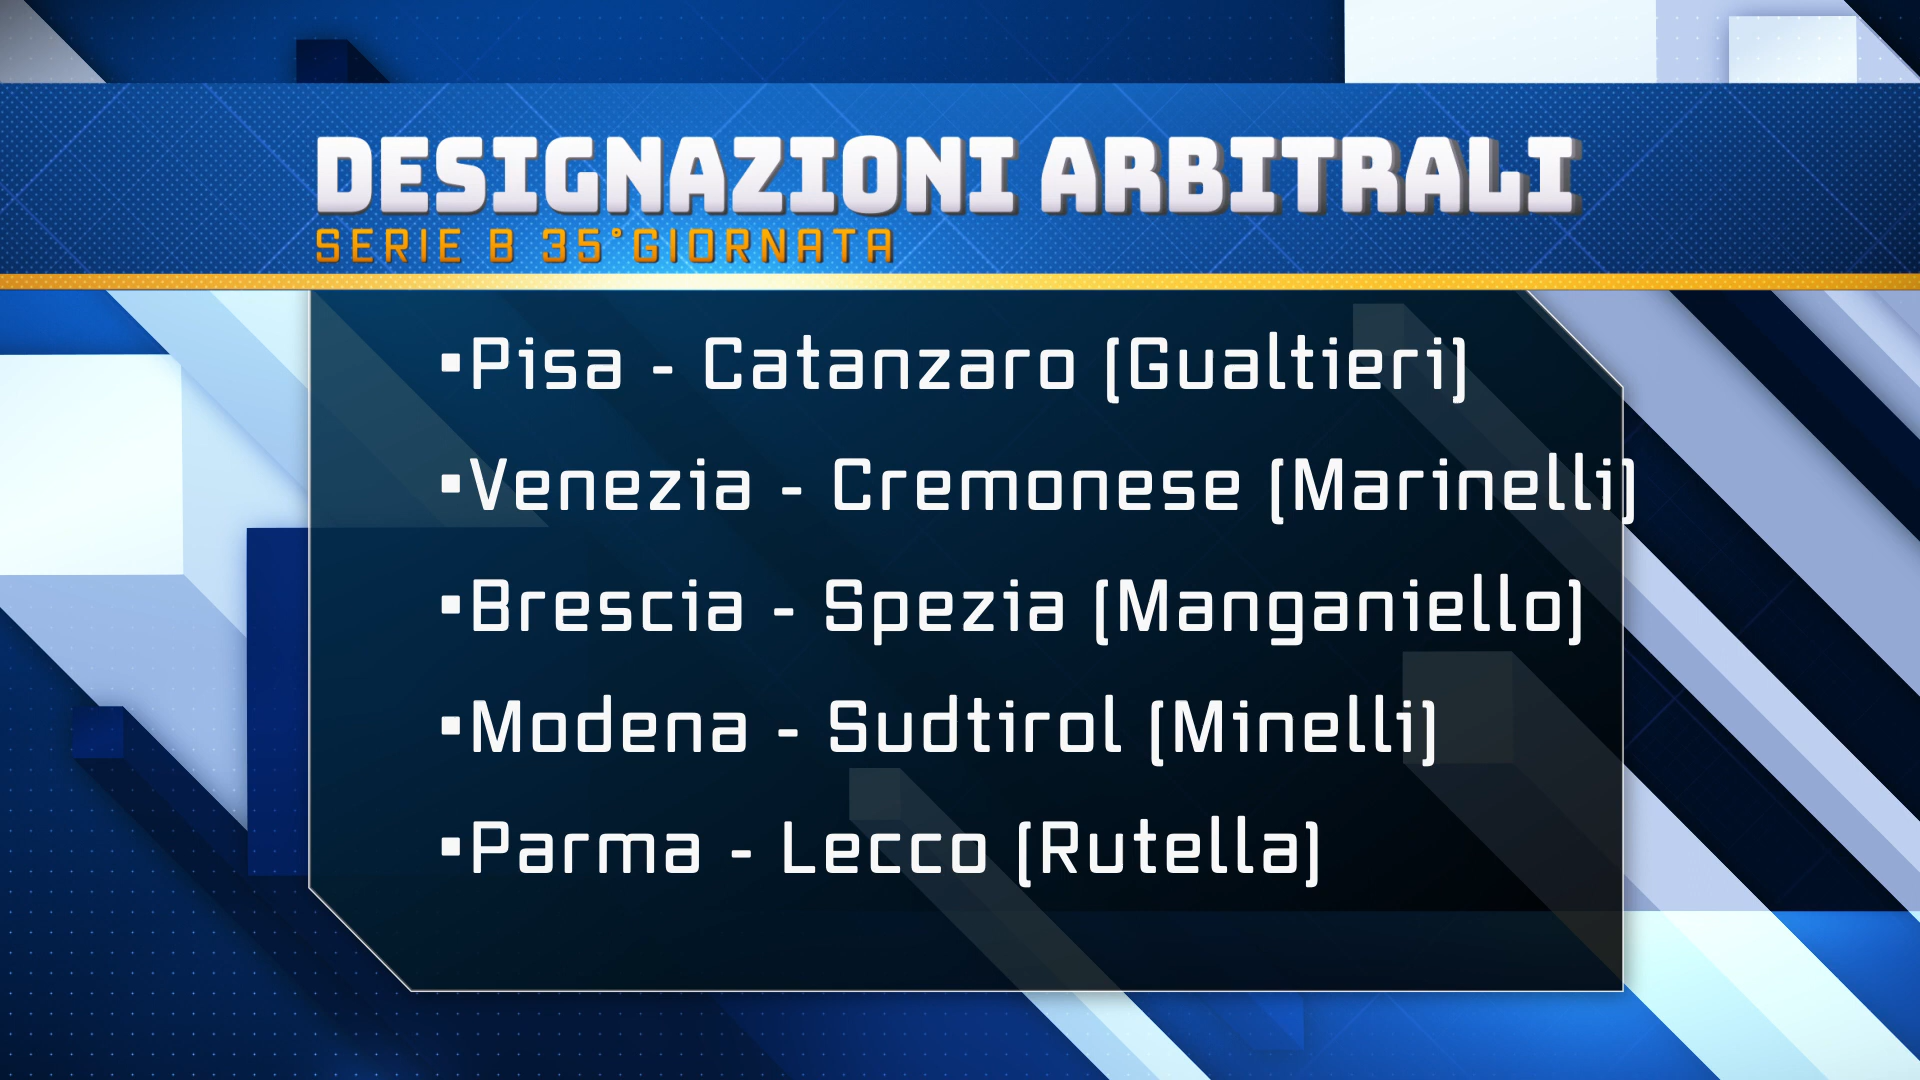 DESIGNAZIONI ARBITRALI
SERIE B 35°GIORNATA
▪Pisa - Catanzaro (Gualtieri)
▪Venezia - Cremonese (Marinelli)
▪Brescia - Spezia (Manganiello)
▪Modena - Sudtirol (Minelli)
▪Parma - Lecco (Rutella)